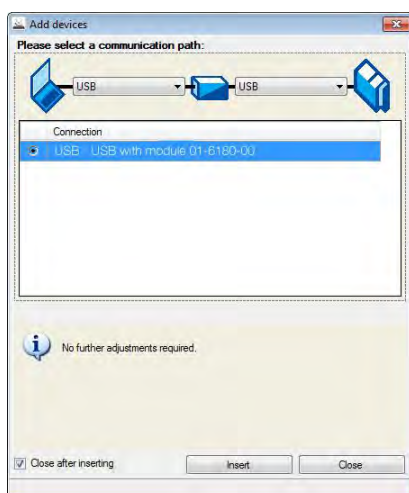 Add devices
Please select a communication path:
USB USB
Connection
USB - USB with module 01-6180-00
No further adjustments required.
Close after inserting Insert Close